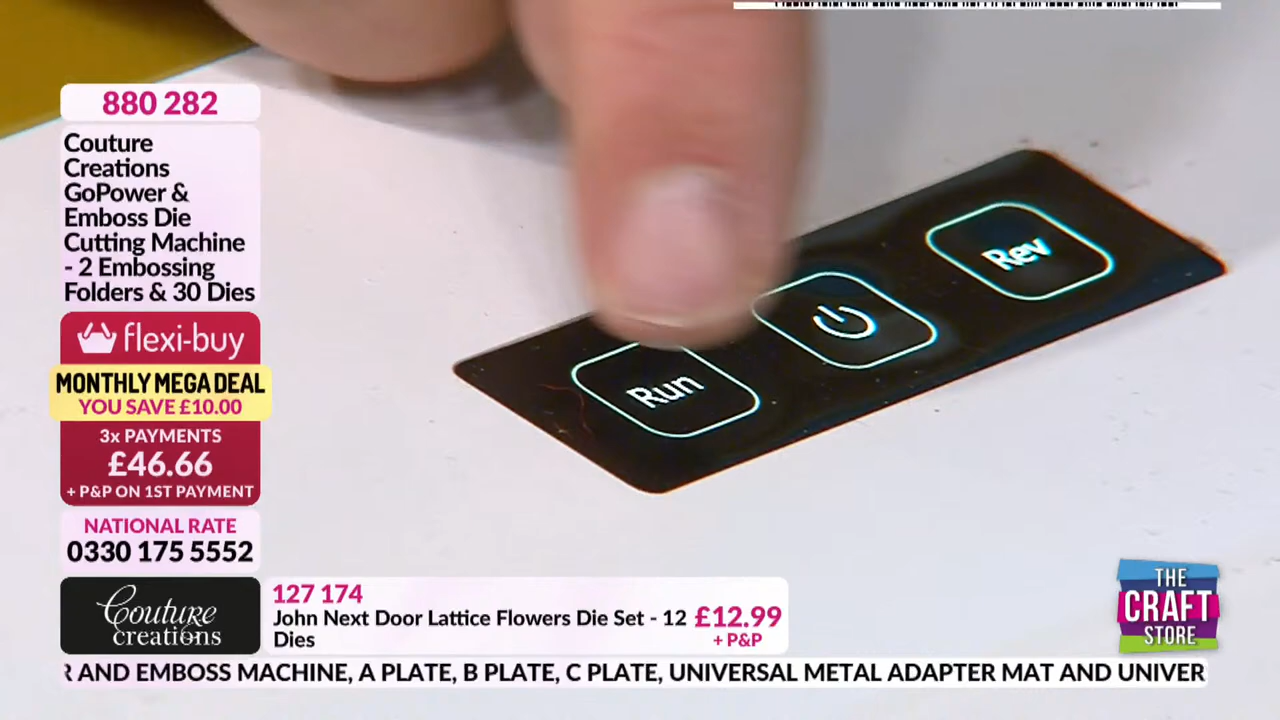 880 282
Couture
Creations
GoPower &
Emboss Die
Cutting Machine
- 2 Embossing
Folders & 30 Dies
flexi-buy
MONTHLY MEGA DEAL
YOU SAVE £10.00
3x PAYMENTS
£46.66
+ P&P ON 1ST PAYMENT
NATIONAL RATE
0330 175 5552
Run
Rev
Couture
creations
127 174
John Next Door Lattice Flowers Die Set - 12
Dies
£12.99
+ P&P
THE
CRAFT
STORE
AND EMBOSS MACHINE, A PLATE, B PLATE, C PLATE, UNIVERSAL METAL ADAPTER MAT AND UNIVER